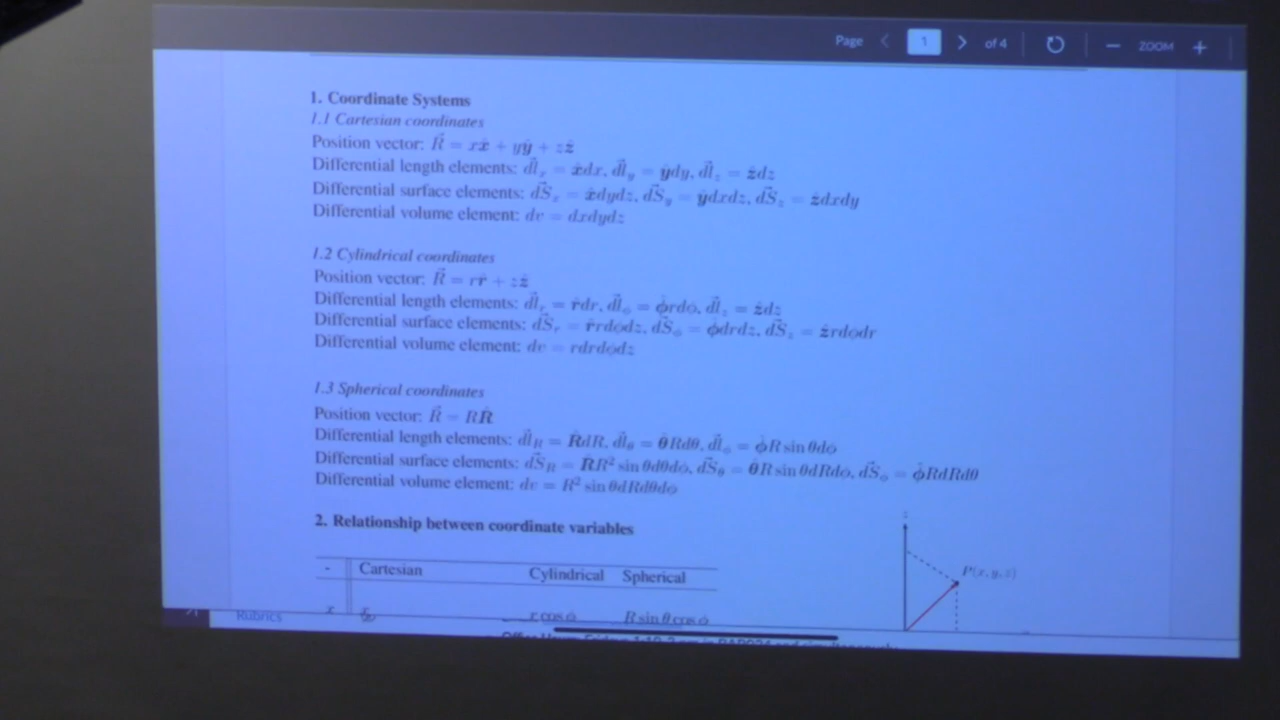 Page 1 of 4 ZOOM
1. Coordinate Systems
1.1 Cartesian coordinates
Position vector: R⃗ = xx̂ + yŷ + zẑ
Differential length elements: dl⃗ₓ = x̂dx, dl⃗_y = ŷdy, dl⃗_z = ẑdz
Differential surface elements: dS⃗ₓ = x̂dydz, dS⃗_y = ŷdxdz, dS⃗_z = ẑdxdy
Differential volume element: dv = dxdydz
1.2 Cylindrical coordinates
Position vector: R⃗ = rr̂ + zẑ
Differential length elements: dl⃗_r = r̂dr, dl⃗_ϕ = ϕ̂rdϕ, dl⃗_z = ẑdz
Differential surface elements: dS⃗_r = r̂rdϕdz, dS⃗_ϕ = ϕ̂drdz, dS⃗_z = ẑrdϕdr
Differential volume element: dv = rdrdϕdz
1.3 Spherical coordinates
Position vector: R⃗ = RR̂
Differential length elements: dl⃗_R = R̂dR, dl⃗_θ = θ̂Rdθ, dl⃗_ϕ = ϕ̂R sin θdϕ
Differential surface elements: dS⃗_R = R̂R² sin θdθdϕ, dS⃗_θ = θ̂R sin θdRdϕ, dS⃗_ϕ = ϕ̂RdRdθ
Differential volume element: dv = R² sin θdRdθdϕ
2. Relationship between coordinate variables
z
P(x, y, z)
- Cartesian Cylindrical Spherical
x x r cos ϕ R sin θ cos ϕ
Rubrics